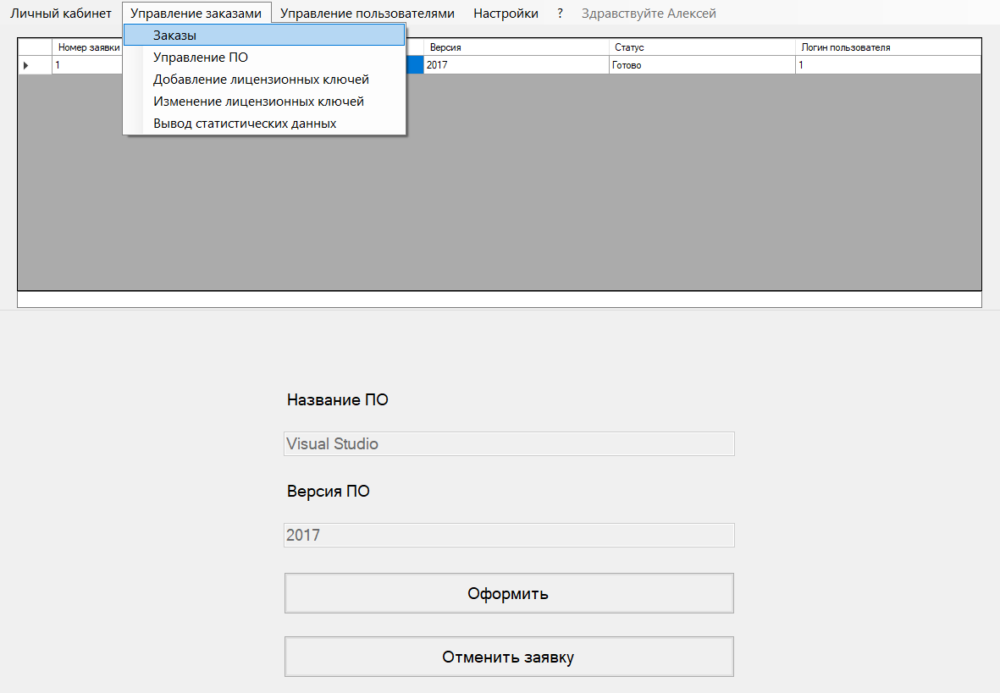 Личный кабинет Управление заказами Управление пользователями Настройки ? Здравствуйте Алексей
Заказы
Управление ПО
Добавление лицензионных ключей
Изменение лицензионных ключей
Вывод статистических данных
Номер заявки Версия Статус Логин пользователя
1 2017 Готово 1
Название ПО
Visual Studio
Версия ПО
2017
Оформить
Отменить заявку